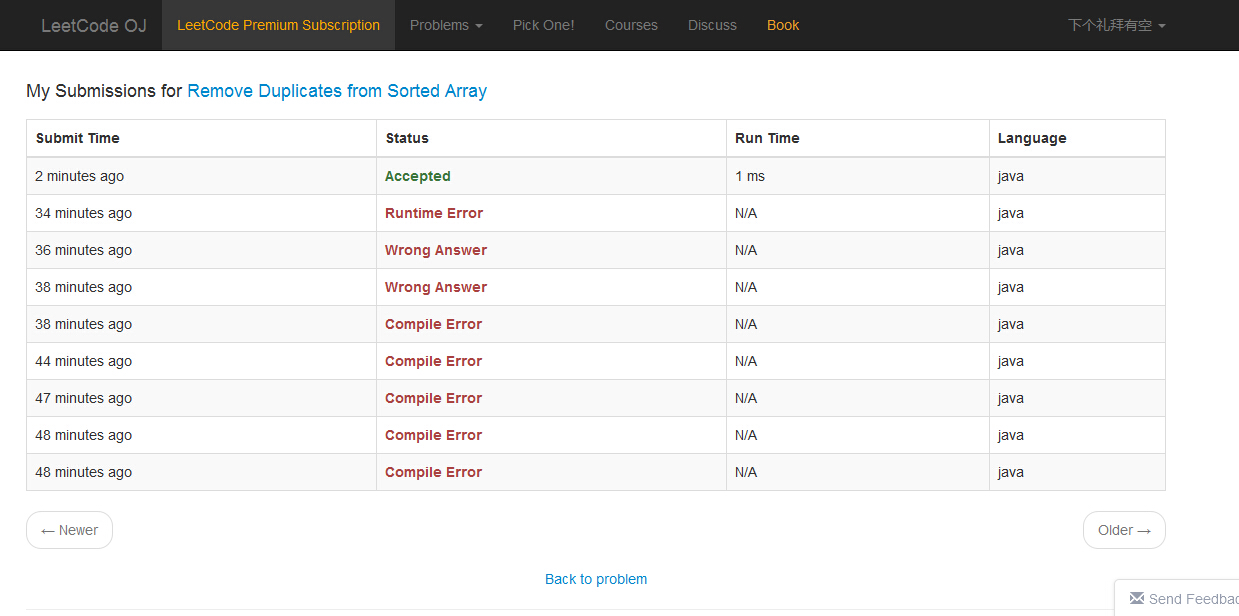 LeetCode OJ LeetCode Premium Subscription Problems Pick One! Courses Discuss Book 下个礼拜有空
My Submissions for Remove Duplicates from Sorted Array
Submit Time Status Run Time Language
2 minutes ago Accepted 1 ms java
34 minutes ago Runtime Error N/A java
36 minutes ago Wrong Answer N/A java
38 minutes ago Wrong Answer N/A java
38 minutes ago Compile Error N/A java
44 minutes ago Compile Error N/A java
47 minutes ago Compile Error N/A java
48 minutes ago Compile Error N/A java
48 minutes ago Compile Error N/A java
← Newer Older →
Back to problem
Send Feedbac